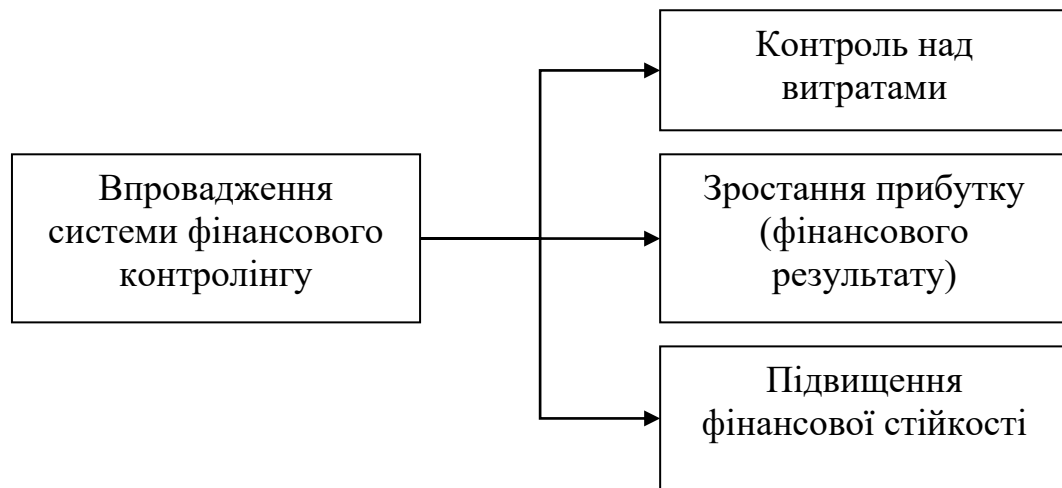 Контроль над
витратами
Впровадження
системи фінансового
контролінгу
Зростання прибутку
(фінансового
результату)
Підвищення
фінансової стійкості